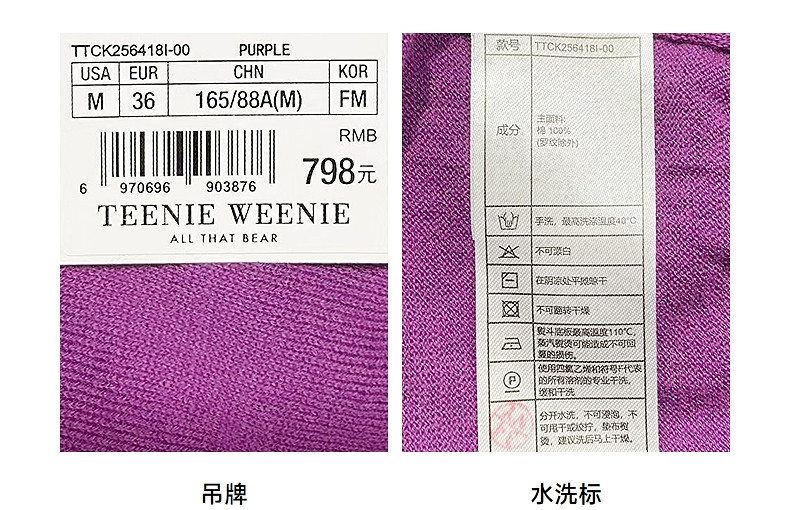 TTCK256418I-00 PURPLE
USA EUR CHN KOR
M 36 165/88A(M) FM
RMB
798元
6 970696 903876
TEENIE WEENIE
ALL THAT BEAR
款号 TTCK256418I-00
成分
主面料:
棉 100%
(罗纹除外)
手洗，最高洗涤温度40°C
不可漂白
在阴凉处平摊晾干
不可翻转干燥
熨斗底板最高温度110℃，
蒸汽熨烫可能造成不可回
复的损伤。
使用四氯乙烯和符号F代表
的所有溶剂的专业干洗，
缓和干洗
P
分开水洗，不可浸泡，不
可甩干或绞拧，垫布熨
烫，建议洗后马上干燥。
吊牌
水洗标